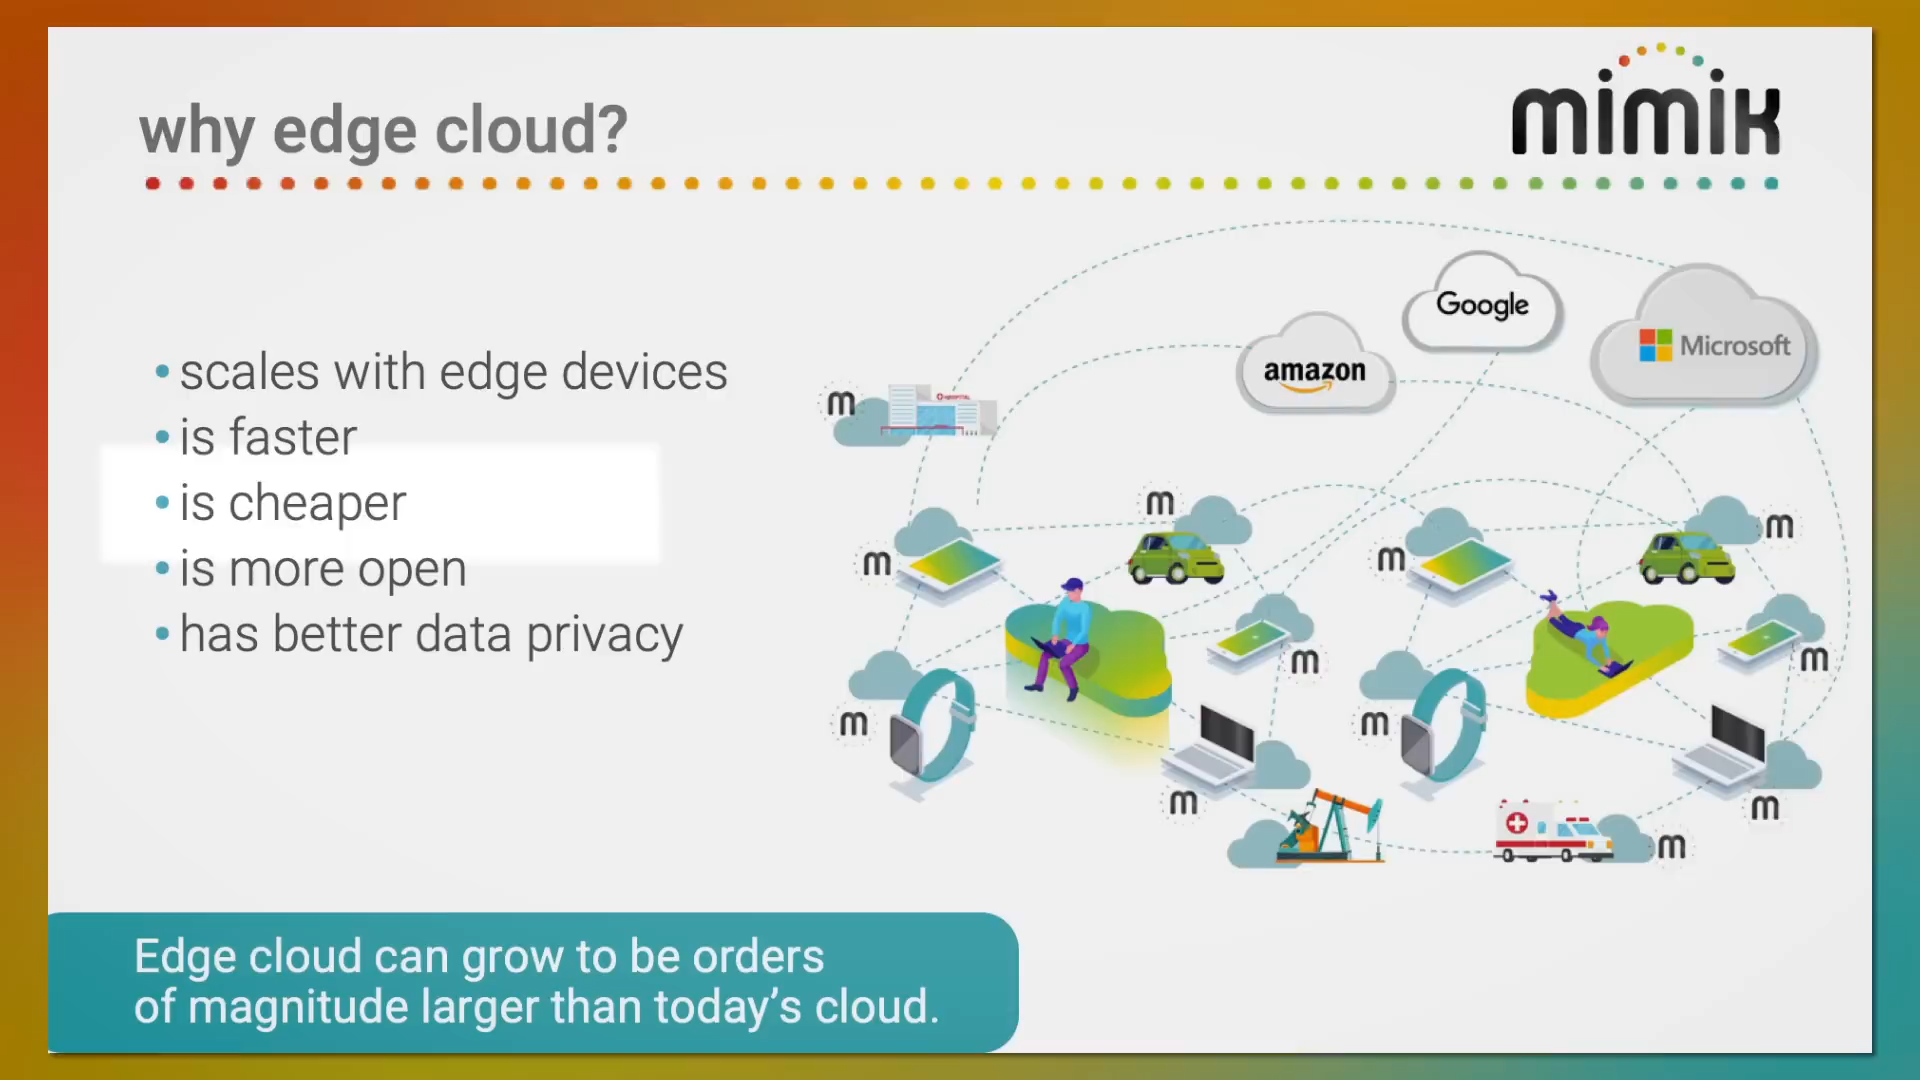 why edge cloud?
mimik
• scales with edge devices
• is faster
• is cheaper
• is more open
• has better data privacy
Google
Microsoft
amazon
HOSPITAL
m
m
m
m
m
m
m
m
m
m
m
m
Edge cloud can grow to be orders
of magnitude larger than today's cloud.